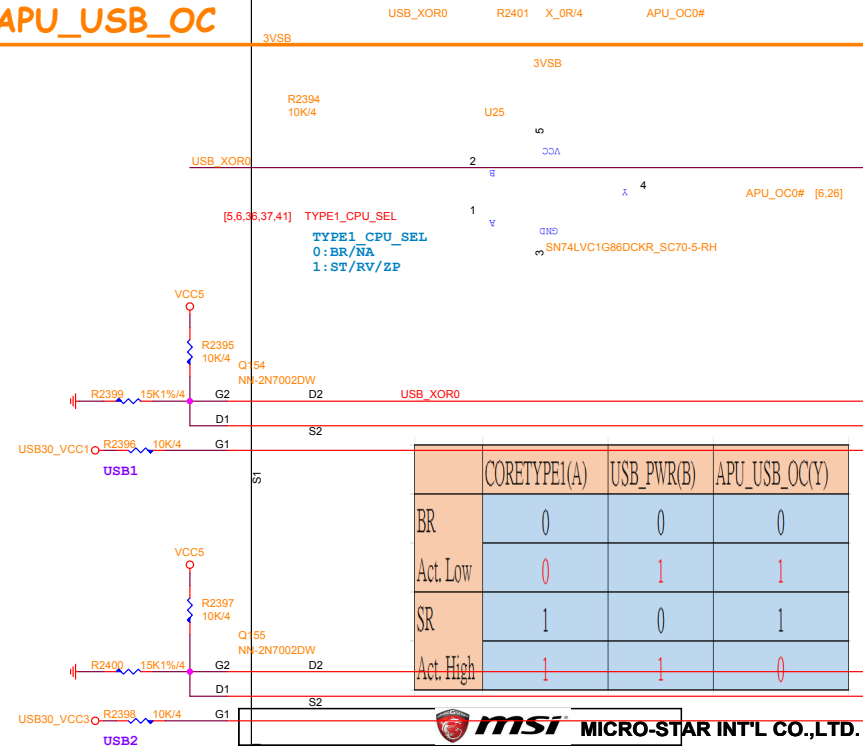 APU_USB_OC
USB_XOR0 R2401 X_0R/4 APU_OC0#
3VSB
3VSB
R2394
10K/4
U25
5
VCC
USB_XOR0
2
B
Y
4
APU_OC0# [6,26]
[5,6,36,37,41] TYPE1_CPU_SEL
1
A
GND
3
SN74LVC1G86DCKR_SC70-5-RH
TYPE1_CPU_SEL
0:BR/NA
1:ST/RV/ZP
VCC5
R2395
10K/4
Q154
NN-2N7002DW
R2399 15K1%/4 G2 D2 USB_XOR0
D1
S2
USB30_VCC1 R2396 10K/4 G1
USB1
S1
CORETYPE1(A) USB_PWR(B) APU_USB_OC(Y)
BR 0 0 0
Act. Low 0 1 1
SR 1 0 1
Act. High 1 1 0
VCC5
R2397
10K/4
Q155
NN-2N7002DW
R2400 15K1%/4 G2 D2
D1
S2
USB30_VCC3 R2398 10K/4 G1
USB2
msi MICRO-STAR INT'L CO.,LTD.